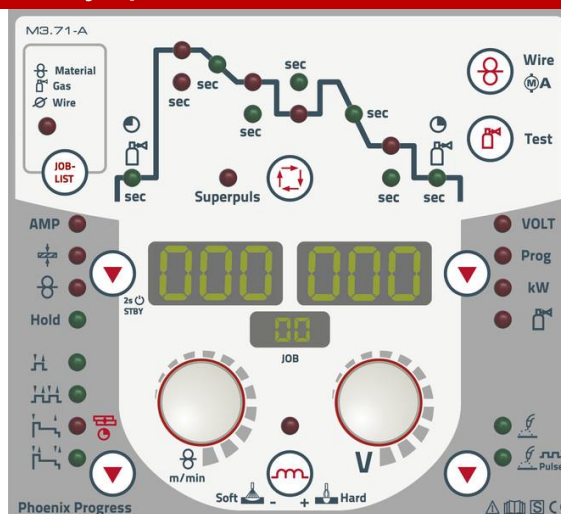 M3.71-A
Material
Gas
Wire
JOB-
LIST
sec
sec
sec
sec
sec
sec
sec
sec
Superpuls
Wire
M A
Test
AMP
Hold
2s
STBY
000
000
00
JOB
VOLT
Prog
kW
m/min
V
Soft - + Hard
Pulse
Phoenix Progress
S